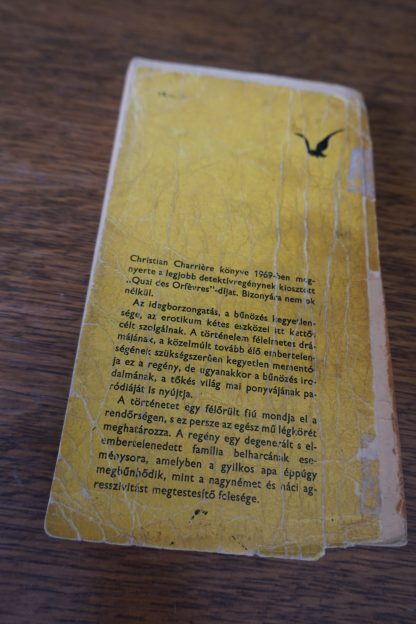 Christian Charrière könyve 1969-ben meg-
nyerte a legjobb detektívregénynek kiosztott
„Quai des Orfèvres"-díjat. Bizonyára nem ok
nélkül.
Az idegborzongatás, a bűnözés kegyetlen-
sége, az erotikum kétes eszközei itt kettős
célt szolgálnak. A történelem félelmetes drá-
májának, a közelmúlt tovább élő embertelen-
ségének szükségszerűen kegyetlen mementó-
ja ez a regény, de ugyanakkor a bűnözés iro-
dalmának, a tőkés világ mai ponyvájának pa-
ródiáját is nyújtja.
A történetet egy félőrült fiú mondja el a
rendőrségen, s ez persze az egész mű légkörét
meghatározza. A regény egy degenerált s el-
embertelenedett família belharcának ese-
ménysora, amelyben a gyilkos apa éppúgy
megbűnhődik, mint a nagynémet és náci ag-
resszivitást megtestesítő felesége.